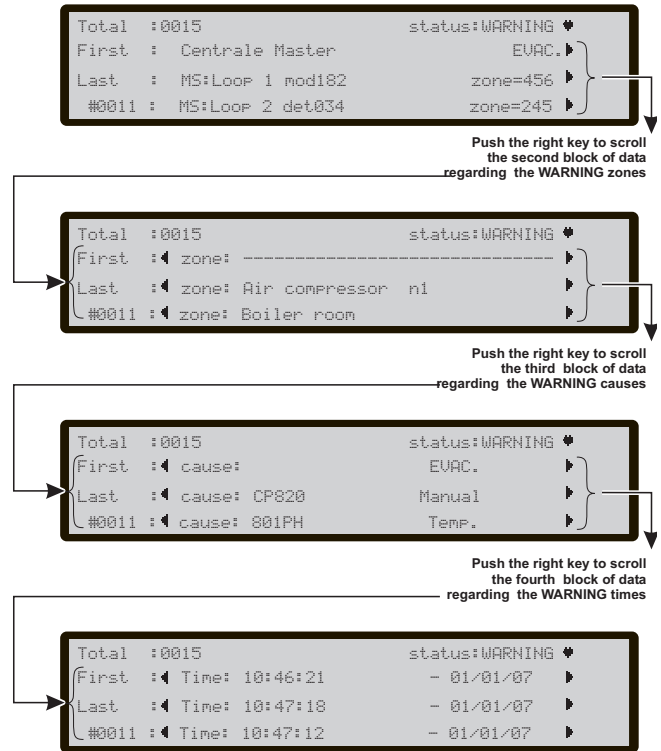 Total :0015 status:WARNING
First : Centrale Master EVAC.
Last : MS:Loop 1 mod182 zone=456
#0011 : MS:Loop 2 det034 zone=245
Push the right key to scroll
the second block of data
regarding the WARNING zones
Total :0015 status:WARNING
First : zone: -------------------------------
Last : zone: Air compressor n1
#0011 : zone: Boiler room
Push the right key to scroll
the third block of data
regarding the WARNING causes
Total :0015 status:WARNING
First : cause: EVAC.
Last : cause: CP820 Manual
#0011 : cause: 801PH Temp.
Push the right key to scroll
the fourth block of data
regarding the WARNING times
Total :0015 status:WARNING
First : Time: 10:46:21 - 01/01/07
Last : Time: 10:47:18 - 01/01/07
#0011 : Time: 10:47:12 - 01/01/07